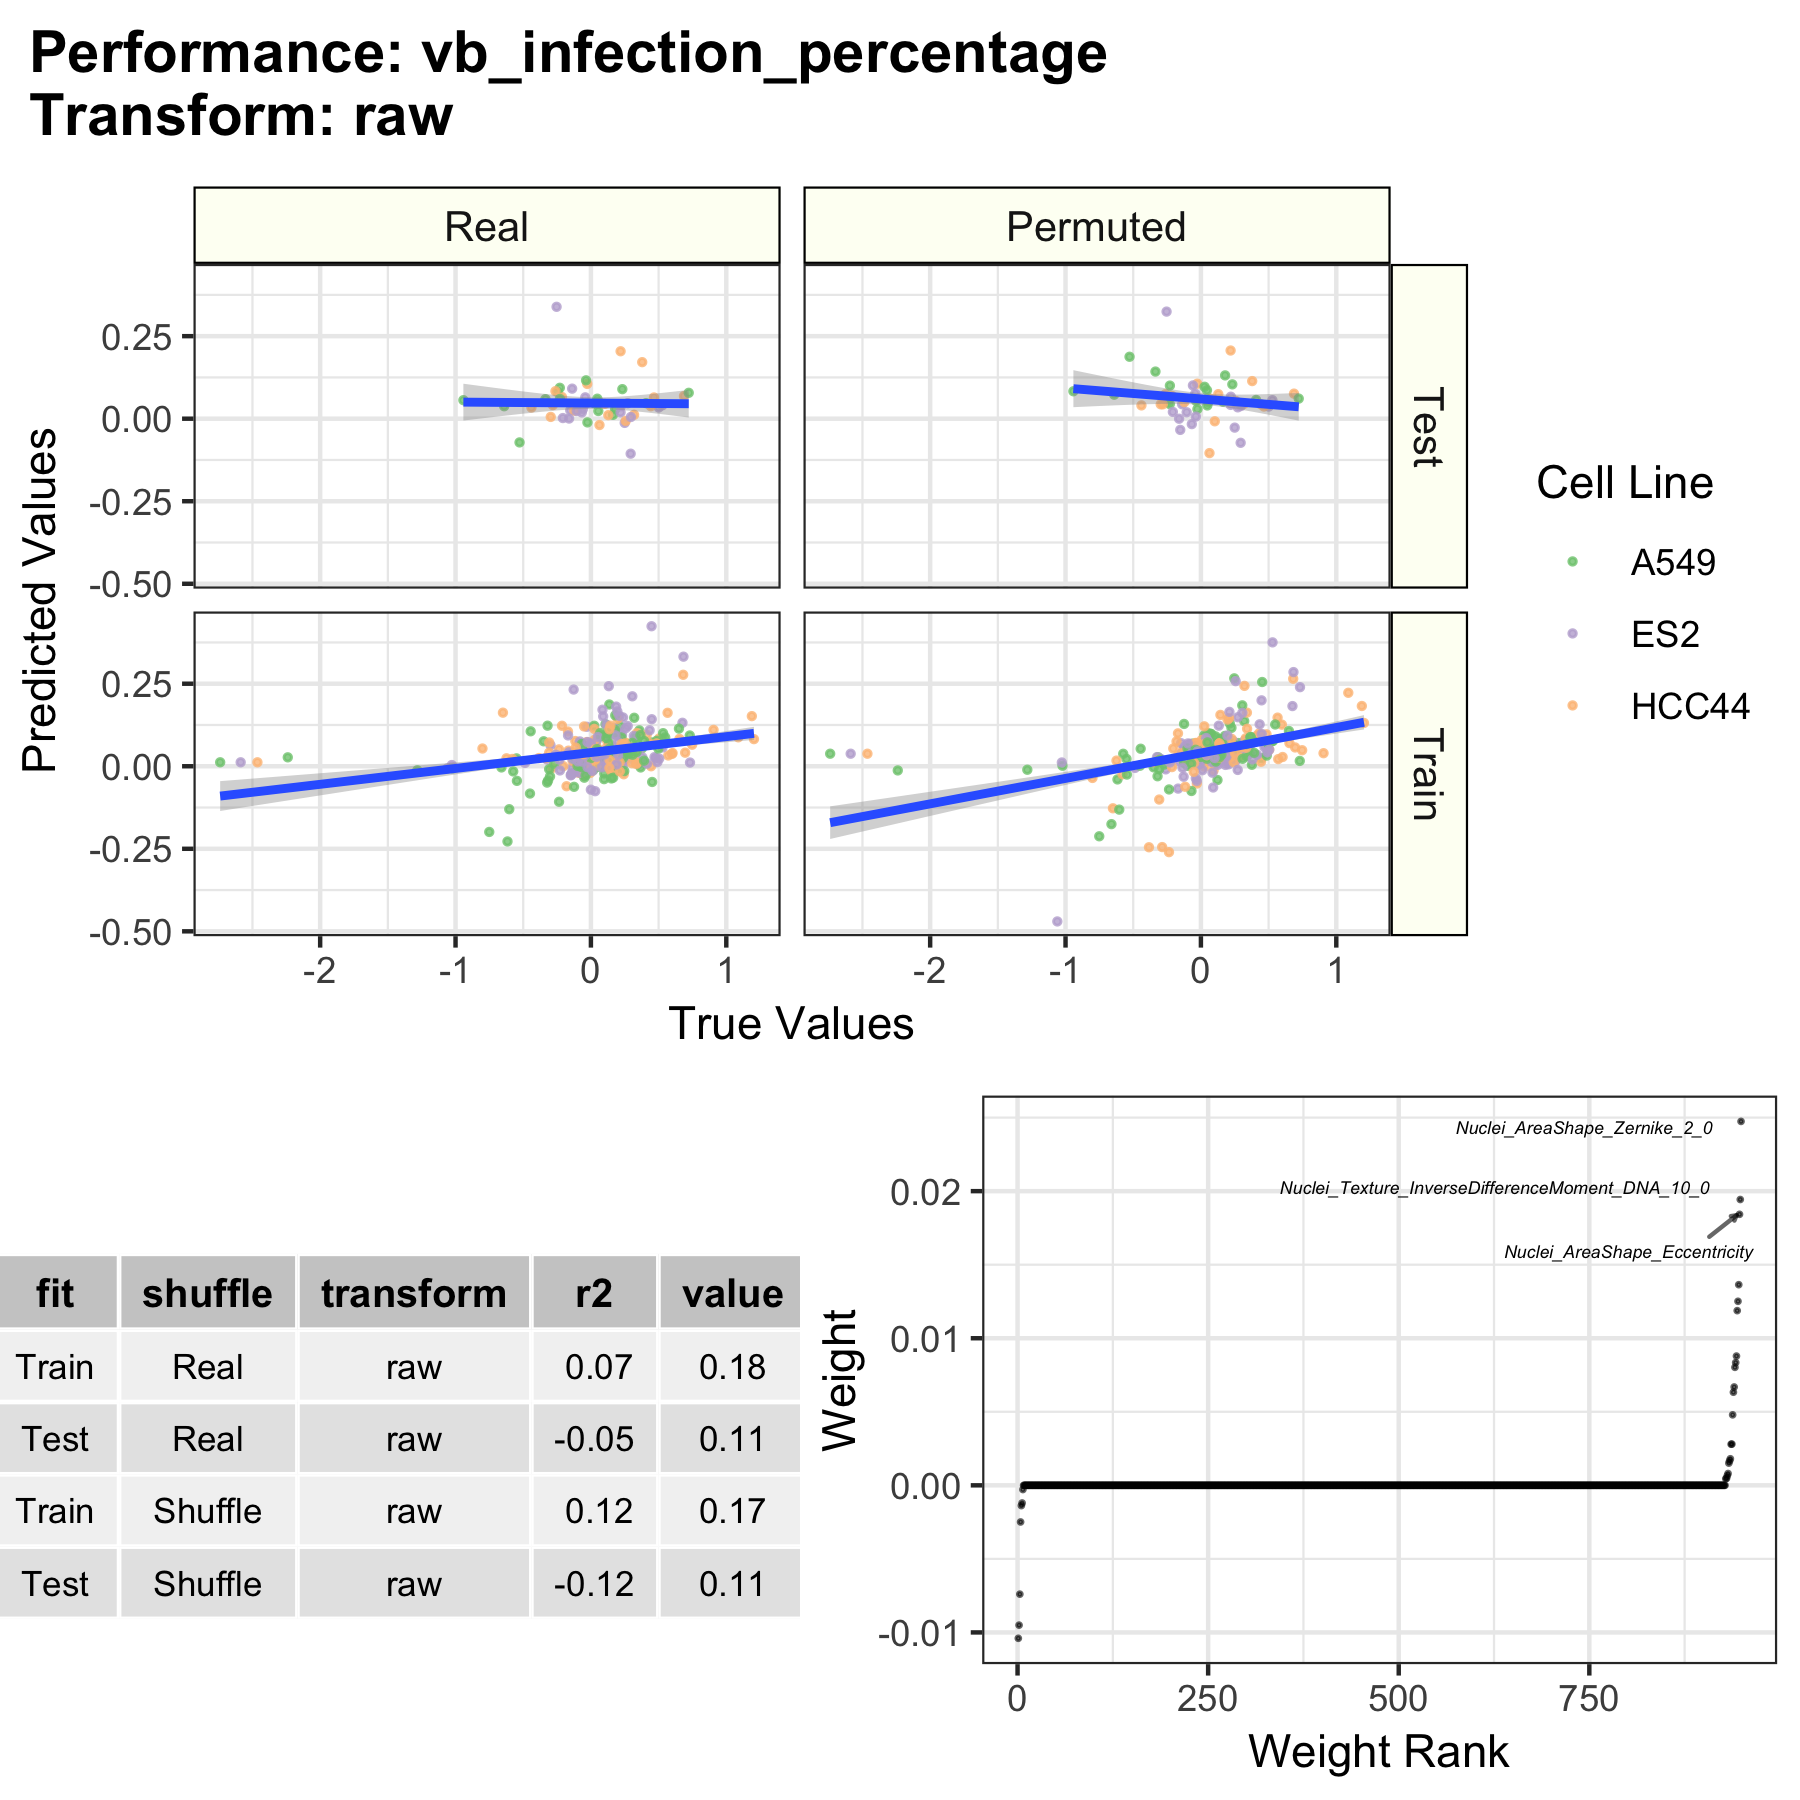 Performance: vb_infection_percentage
Transform: raw
Real
Permuted
0.25
0.00
-0.25
-0.50
Test
0.25
0.00
-0.25
-0.50
Train
Predicted Values
-2
-1
0
1
-2
-1
0
1
True Values
Cell Line
A549
ES2
HCC44
fit shuffle transform r2 value
Train Real raw 0.07 0.18
Test Real raw -0.05 0.11
Train Shuffle raw 0.12 0.17
Test Shuffle raw -0.12 0.11
Nuclei_AreaShape_Zernike_2_0
Nuclei_Texture_InverseDifferenceMoment_DNA_10_0
Nuclei_AreaShape_Eccentricity
0.02
0.01
0.00
-0.01
Weight
0
250
500
750
Weight Rank